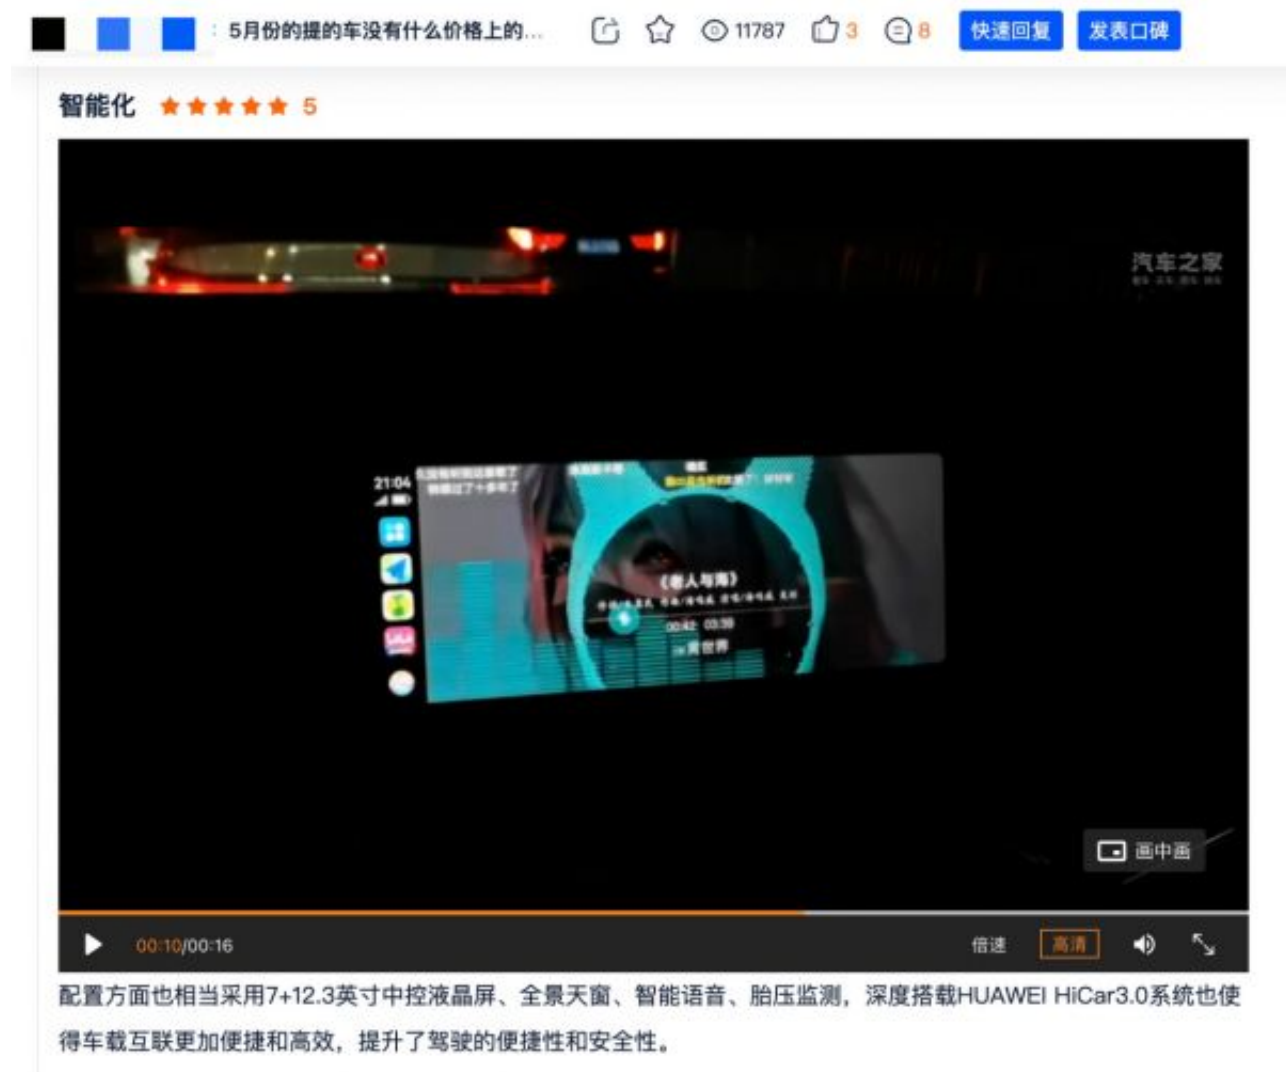 5月份的提的车没有什么价格上的...
11787
3
8
快速回复
发表口碑
智能化
5
汽车之家
21:04
《老人与海》
00:42 03:39
画中画
00:10/00:16
倍速
高清
配置方面也相当采用7+12.3英寸中控液晶屏、全景天窗、智能语音、胎压监测，深度搭载HUAWEI HiCar3.0系统也使
得车载互联更加便捷和高效，提升了驾驶的便捷性和安全性。